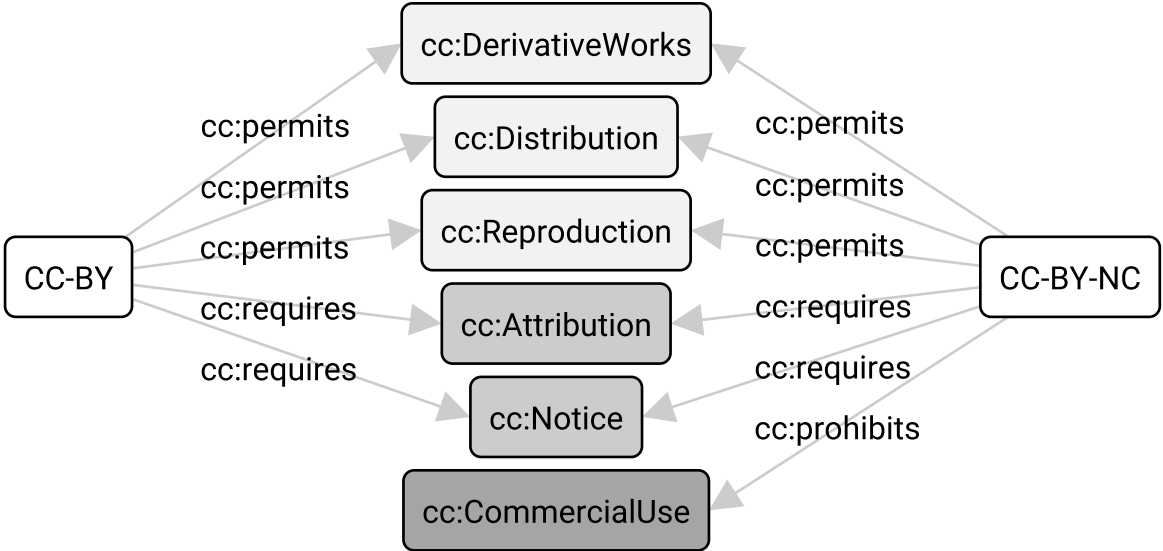 cc:DerivativeWorks
cc:permits
cc:permits
cc:Distribution
cc:permits
cc:permits
cc:Reproduction
cc:permits
cc:permits
CC-BY
CC-BY-NC
cc:requires
cc:requires
cc:Attribution
cc:requires
cc:requires
cc:Notice
cc:prohibits
cc:CommercialUse